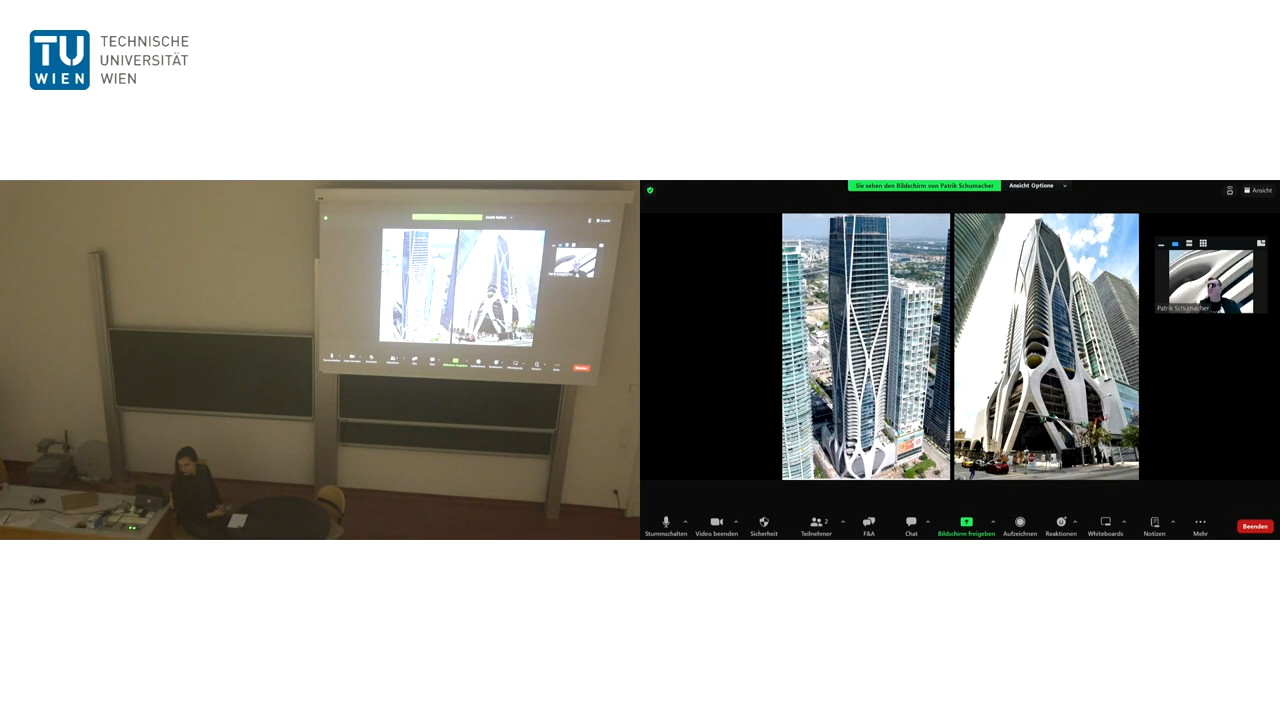 TU
WIEN
TECHNISCHE
UNIVERSITÄT
WIEN
Sie sehen den Bildschirm von Patrik Schumacher
Ansicht Optione
Ansicht
Patrik Schumacher
Stummschalten
Video beenden
Sicherheit
Teilnehmer
2
F&A
Chat
Bildschirm freigeben
Aufzeichnen
Reaktionen
Whiteboards
Notizen
Mehr
Beenden